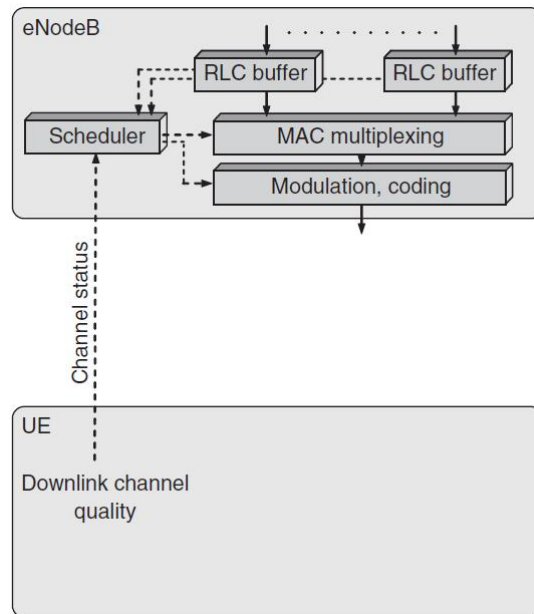 eNodeB
RLC buffer
RLC buffer
Scheduler
MAC multiplexing
Modulation, coding
Channel status
UE
Downlink channel
quality